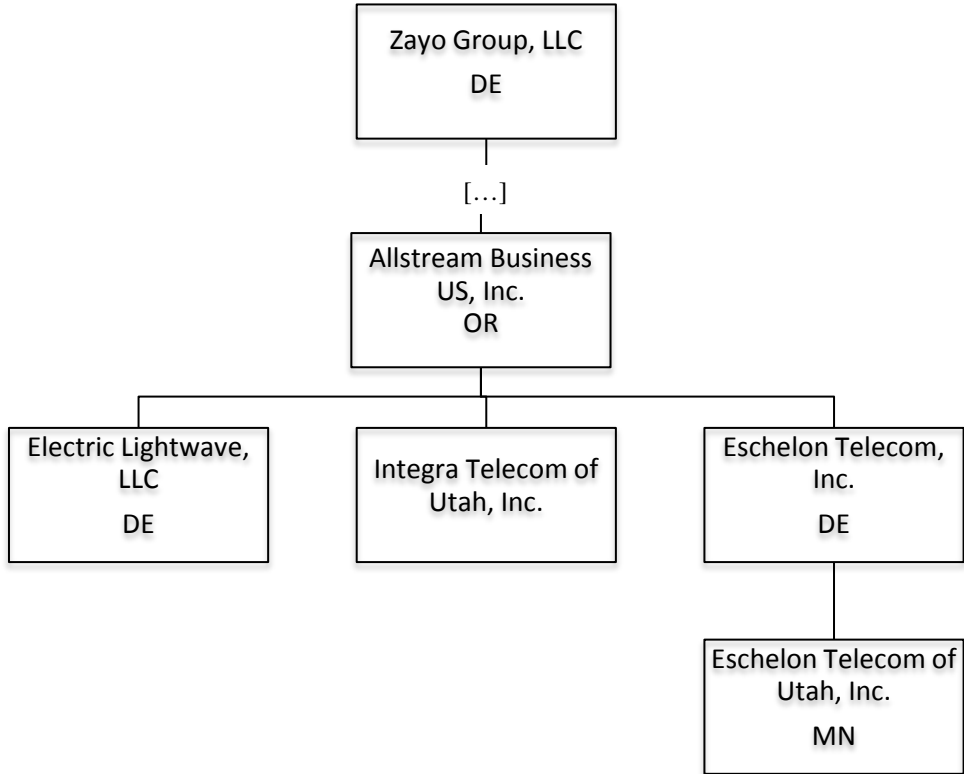 Zayo Group, LLC
DE
[…]
Allstream Business
US, Inc.
OR
Electric Lightwave,
LLC
DE
Integra Telecom of
Utah, Inc.
Eschelon Telecom,
Inc.
DE
Eschelon Telecom of
Utah, Inc.
MN